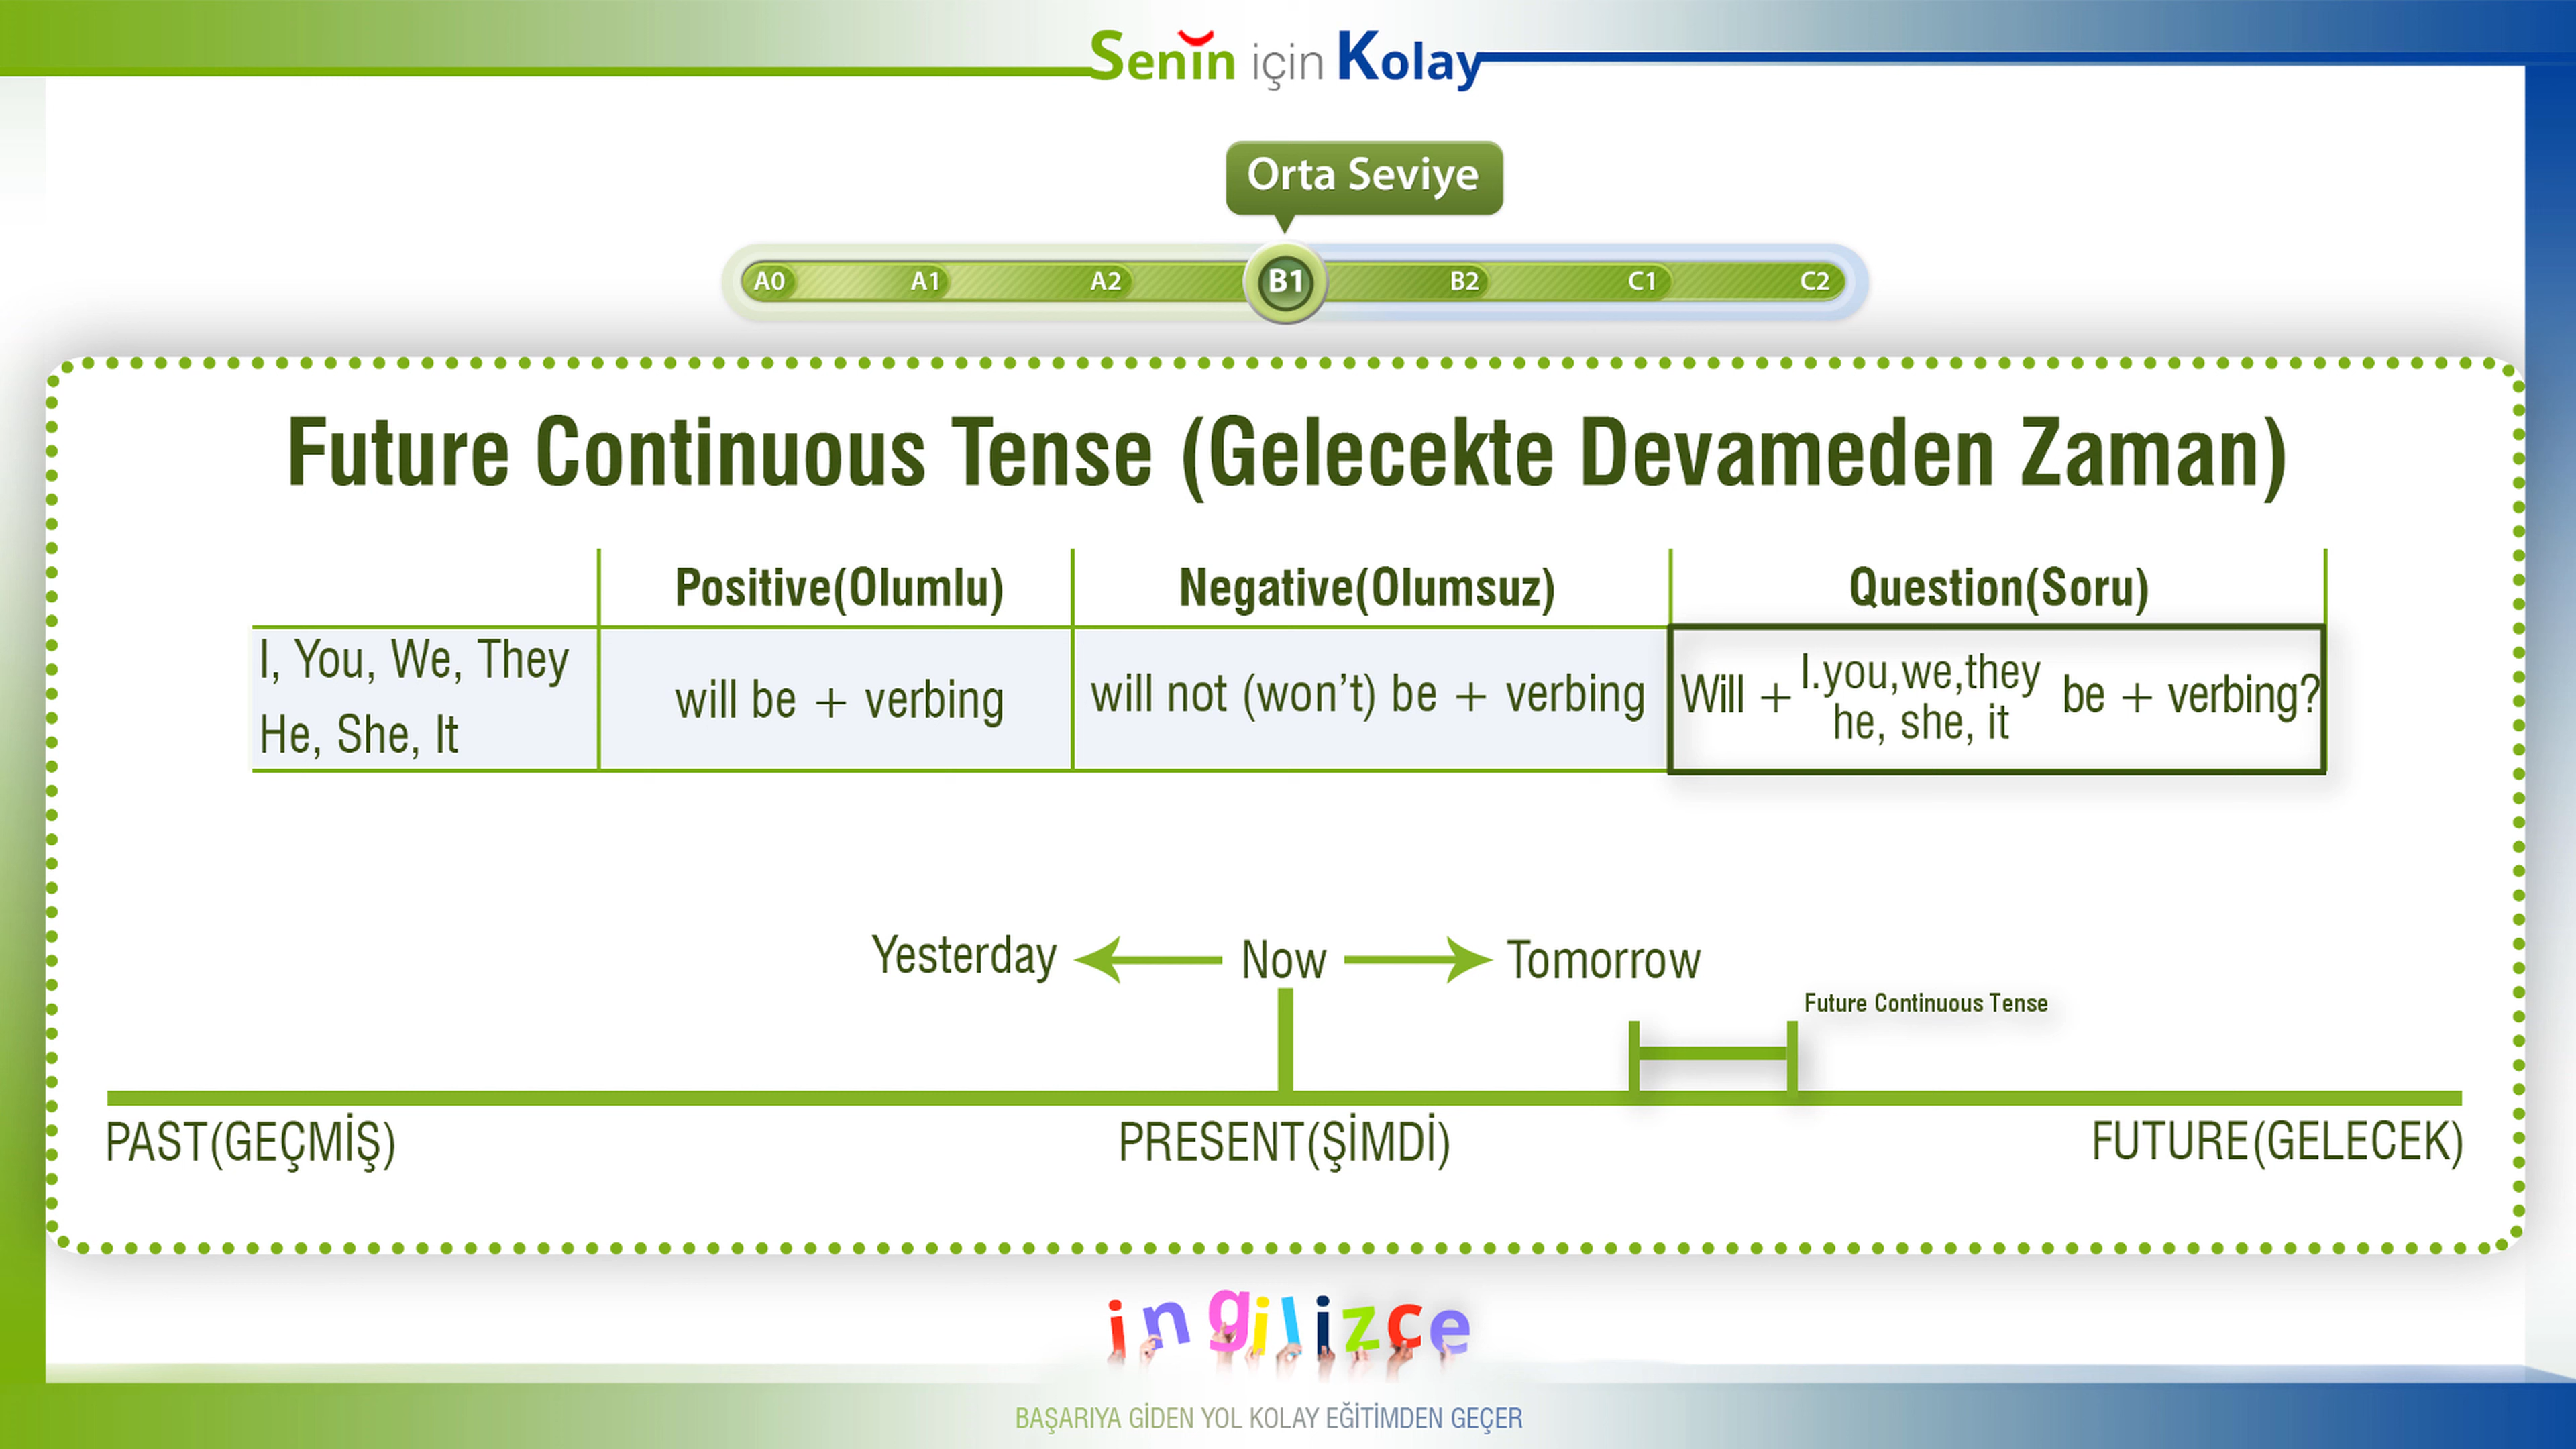 Senin için Kolay
Orta Seviye
A0 A1 A2 B1 B2 C1 C2
Future Continuous Tense (Gelecekte Devameden Zaman)
Positive(Olumlu) Negative(Olumsuz) Question(Soru)
I, You, We, They
He, She, It
will be + verbing
will not (won't) be + verbing
Will + I.you,we,they be + verbing?
he, she, it
Yesterday Now Tomorrow
Future Continuous Tense
PAST(GEÇMİŞ) PRESENT(ŞİMDİ) FUTURE(GELECEK)
ingilizce
BAŞARIYA GİDEN YOL KOLAY EĞİTİMDEN GEÇER